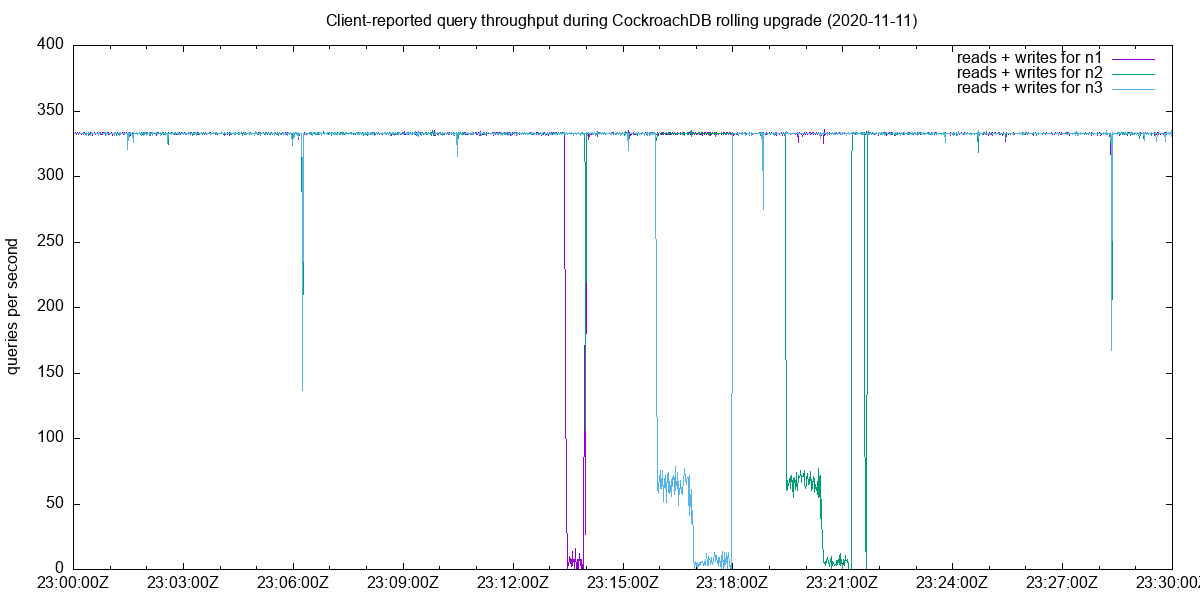 Client-reported query throughput during CockroachDB rolling upgrade (2020-11-11)
400
reads + writes for n1
reads + writes for n2
reads + writes for n3
350
300
250
queries per second
200
150
100
50
0
23:00:00Z 23:03:00Z 23:06:00Z 23:09:00Z 23:12:00Z 23:15:00Z 23:18:00Z 23:21:00Z 23:24:00Z 23:27:00Z 23:30:00Z